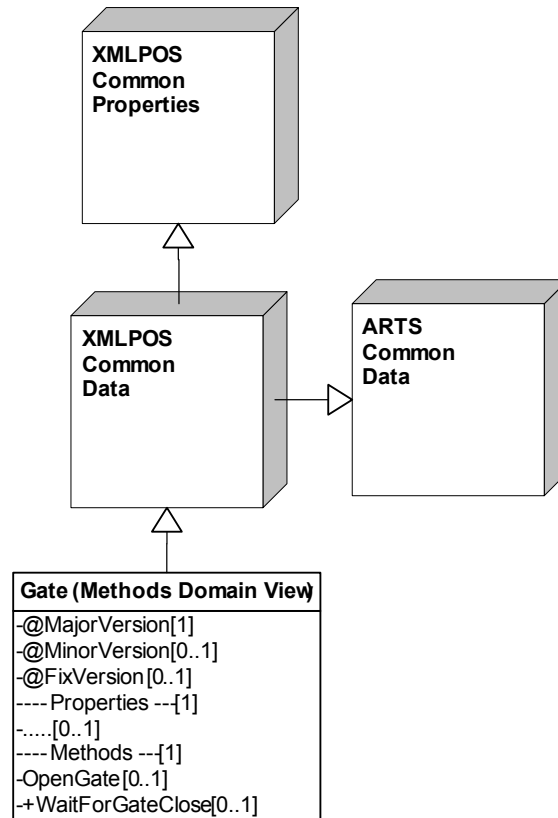 XMLPOS
Common
Properties
XMLPOS
Common
Data
ARTS
Common
Data
Gate (Methods Domain View)
-@MajorVersion[1]
-@MinorVersion[0..1]
-@FixVersion[0..1]
---- Properties ---[1]
-.....[0..1]
---- Methods ---[1]
-OpenGate[0..1]
-+WaitForGateClose[0..1]